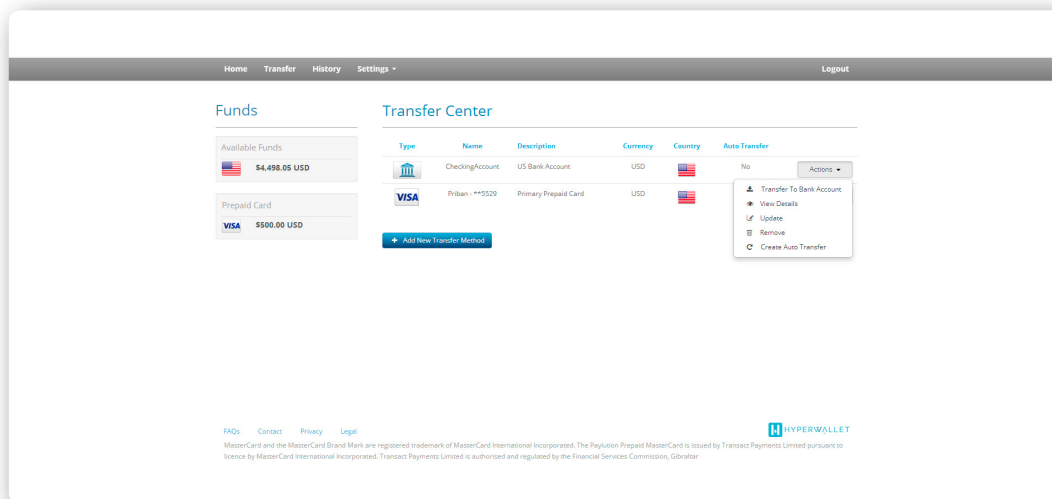 Home Transfer History Settings Logout
Funds
Available Funds
$4,498.05 USD
Prepaid Card
VISA $500.00 USD
Transfer Center
Type Name Description Currency Country Auto Transfer
CheckingAccount US Bank Account USD No Actions
VISA Priban - **5529 Primary Prepaid Card USD
Transfer To Bank Account
View Details
Update
Remove
Create Auto Transfer
+ Add New Transfer Method
FAQs Contact Privacy Legal
HYPERWALLET
MasterCard and the MasterCard Brand Mark are registered trademark of MasterCard International Incorporated. The Paylution Prepaid MasterCard is issued by Transact Payments Limited pursuant to
licence by MasterCard International Incorporated. Transact Payments Limited is authorised and regulated by the Financial Services Commission, Gibraltar